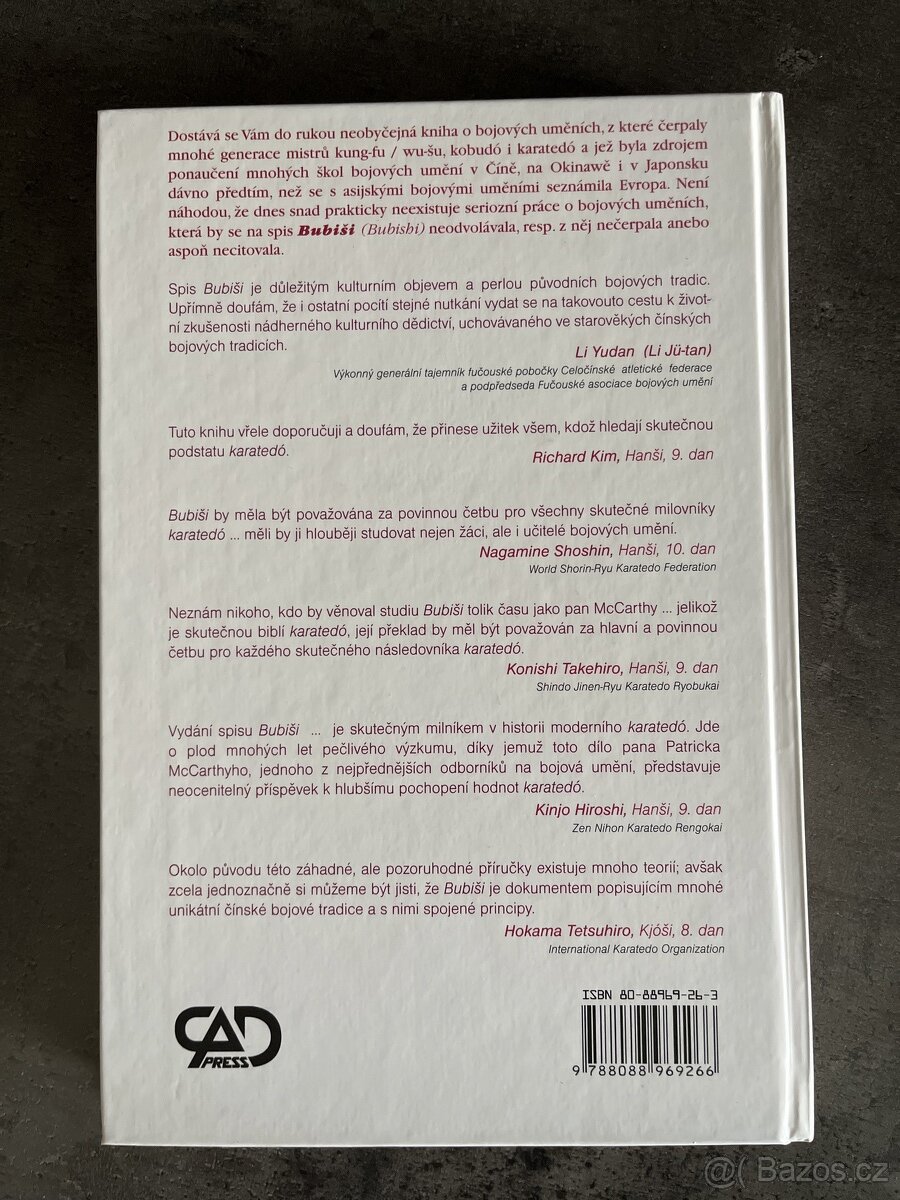 Dostává se Vám do rukou neobyčejná kniha o bojových uměních, z které čerpaly
mnohé generace mistrů kung-fu / wu-šu, kobudó i karatedó a jež byla zdrojem
ponaučení mnohých škol bojových umění v Číně, na Okinawě i v Japonsku
dávno předtím, než se s asijskými bojovými uměními seznámila Evropa. Není
náhodou, že dnes snad prakticky neexistuje seriozní práce o bojových uměních,
která by se na spis Bubiši (Bubishi) neodvolávala, resp. z něj nečerpala anebo
aspoň necitovala.
Spis Bubiši je důležitým kulturním objevem a perlou původních bojových tradic.
Upřímně doufám, že i ostatní pocítí stejné nutkání vydat se na takovouto cestu k život-
ní zkušenosti nádherného kulturního dědictví, uchovávaného ve starověkých čínských
bojových tradicích.
Li Yudan (Li Jü-tan)
Výkonný generální tajemník fučouské pobočky Celočínské atletické federace
a podpředseda Fučouské asociace bojových umění
Tuto knihu vřele doporučuji a doufám, že přinese užitek všem, kdož hledají skutečnou
podstatu karatedó.
Richard Kim, Hanši, 9. dan
Bubiši by měla být považována za povinnou četbu pro všechny skutečné milovníky
karatedó ... měli by ji hlouběji studovat nejen žáci, ale i učitelé bojových umění.
Nagamine Shoshin, Hanši, 10. dan
World Shorin-Ryu Karatedo Federation
Neznám nikoho, kdo by věnoval studiu Bubiši tolik času jako pan McCarthy ... jelikož
je skutečnou biblí karatedó, její překlad by měl být považován za hlavní a povinnou
četbu pro každého skutečného následovníka karatedó.
Konishi Takehiro, Hanši, 9. dan
Shindo Jinen-Ryu Karatedo Ryobukai
Vydání spisu Bubiši ... je skutečným milníkem v historii moderního karatedó. Jde
o plod mnohých let pečlivého výzkumu, díky jemuž toto dílo pana Patricka
McCarthyho, jednoho z nejpřednějších odborníků na bojová umění, představuje
neocenitelný příspěvek k hlubšímu pochopení hodnot karatedó.
Kinjo Hiroshi, Hanši, 9. dan
Zen Nihon Karatedo Rengokai
Okolo původu této záhadné, ale pozoruhodné příručky existuje mnoho teorií; avšak
zcela jednoznačně si můžeme být jisti, že Bubiši je dokumentem popisujícím mnohé
unikátní čínské bojové tradice a s nimi spojené principy.
Hokama Tetsuhiro, Kjóši, 8. dan
International Karatedo Organization
CAD
PRESS
ISBN 80-88969-26-3
9 788088 969266
@( Bazos.cz